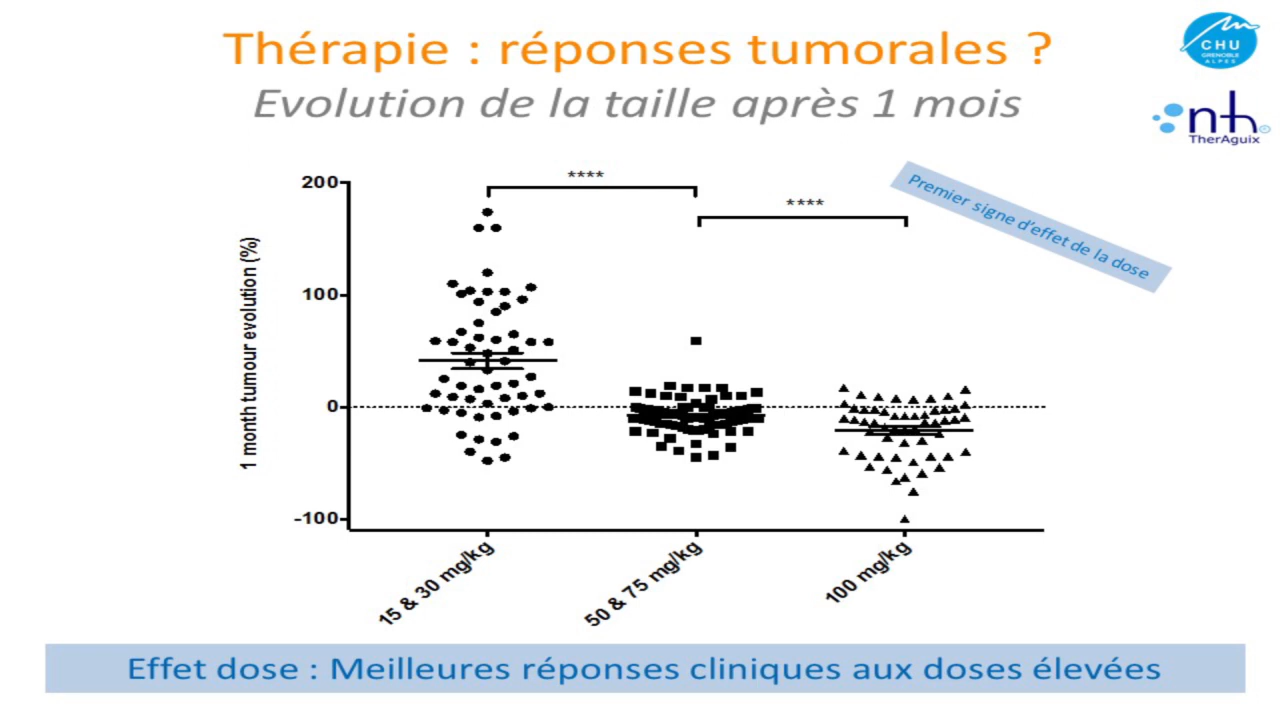 Thérapie : réponses tumorales ?
Evolution de la taille après 1 mois
CHU
GRENOBLE
ALPES
nth
TherAguix
Premier signe d'effet de la dose
****
****
200
100
0
-100
1 month tumour evolution (%)
15 & 30 mg/kg
50 & 75 mg/kg
100 mg/kg
Effet dose : Meilleures réponses cliniques aux doses élevées